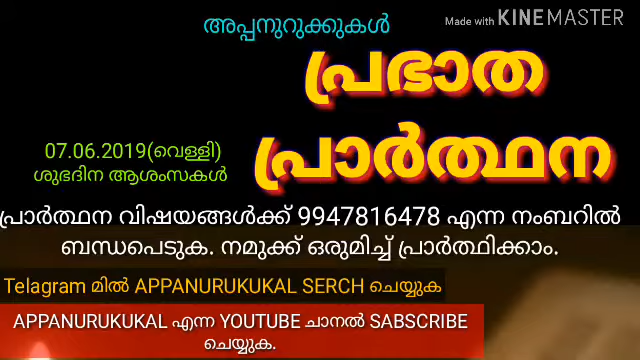 അപ്പനുറുക്കുകൾ
Made with KINEMASTER
പ്രഭാത
പ്രാർത്ഥന
07.06.2019(വെള്ളി)
ശുഭദിന ആശംസകൾ
പ്രാർത്ഥന വിഷയങ്ങൾക്ക് 9947816478 എന്ന നംബറിൽ
ബന്ധപെടുക. നമുക്ക് ഒരുമിച്ച് പ്രാർത്ഥിക്കാം.
Telagram മിൽ APPANURUKUKAL SERCH ചെയ്യുക
APPANURUKUKAL എന്ന YOUTUBE ചാനൽ SABSCRIBE
ചെയ്യുക.